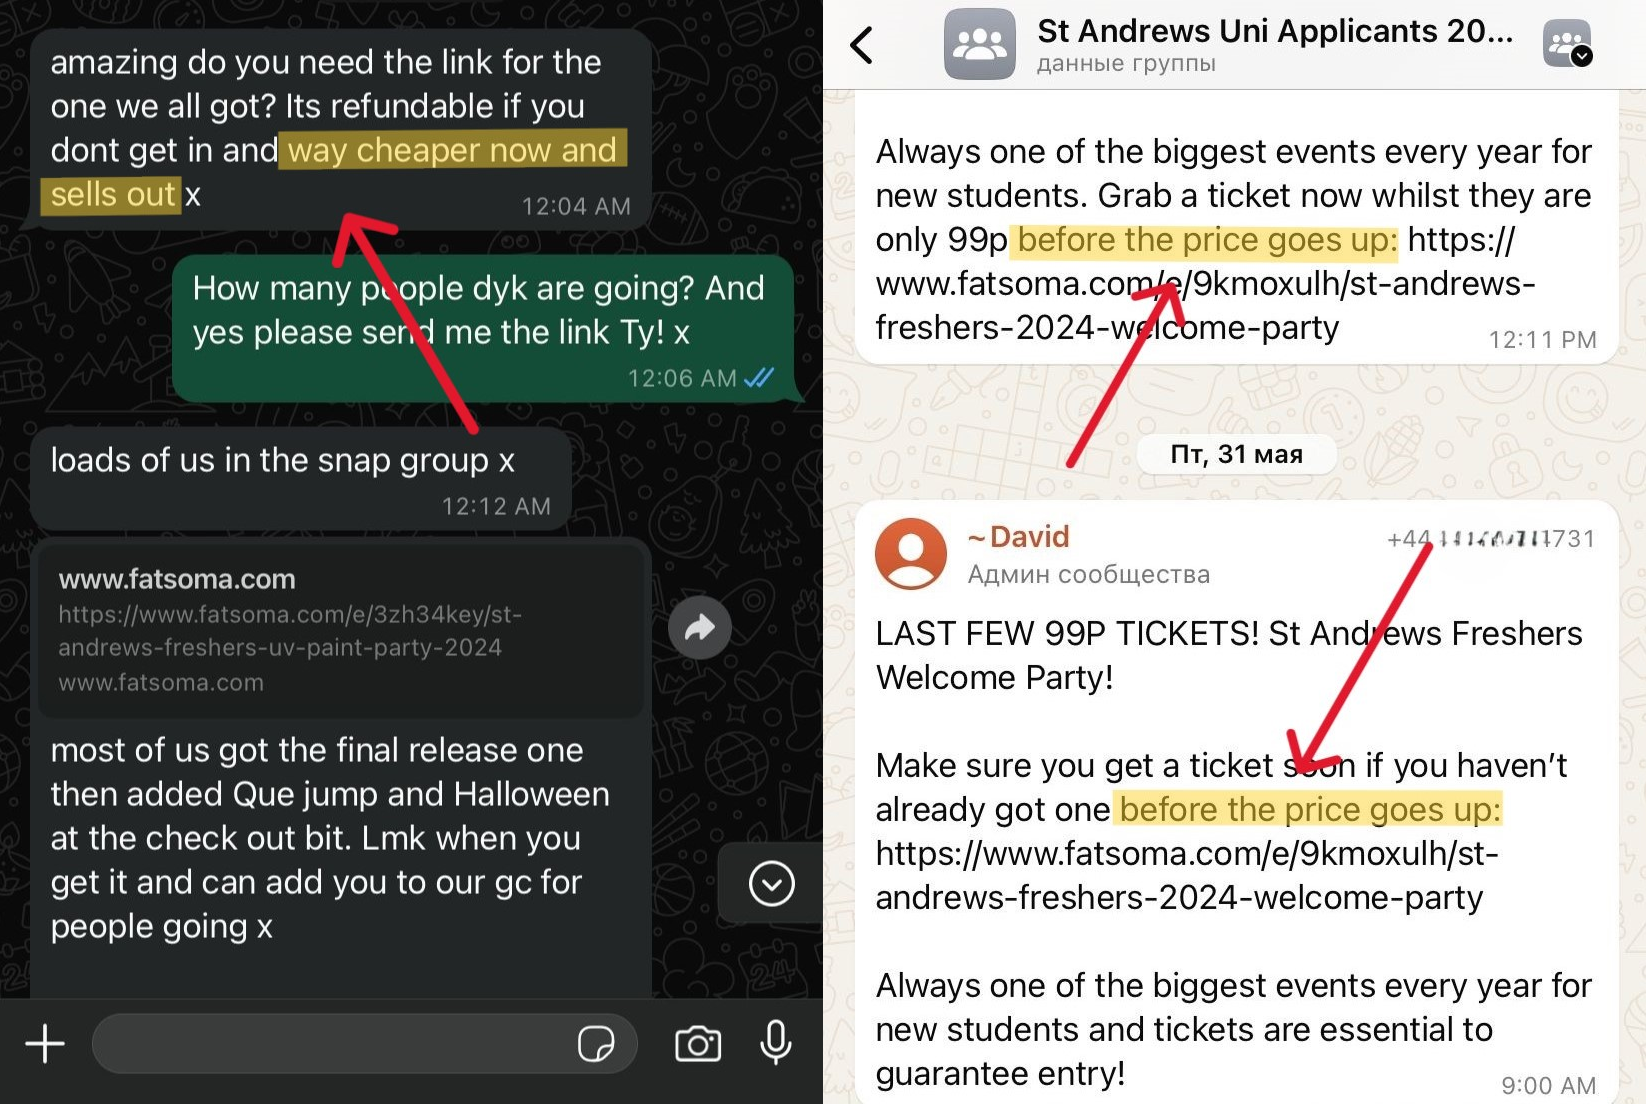 amazing do you need the link for the
one we all got? Its refundable if you
dont get in and way cheaper now and
sells out x
12:04 AM
How many people dyk are going? And
yes please send me the link Ty! x
12:06 AM
loads of us in the snap group x
12:12 AM
www.fatsoma.com
https://www.fatsoma.com/e/3zh34key/st-
andrews-freshers-uv-paint-party-2024
www.fatsoma.com
most of us got the final release one
then added Que jump and Halloween
at the check out bit. Lmk when you
get it and can add you to our gc for
people going x
St Andrews Uni Applicants 20...
данные группы
Always one of the biggest events every year for
new students. Grab a ticket now whilst they are
only 99p before the price goes up: https://
www.fatsoma.com/e/9kmoxulh/st-andrews-
freshers-2024-welcome-party
12:11 PM
Пт, 31 мая
~David
+44 731
Админ сообщества
LAST FEW 99P TICKETS! St Andrews Freshers
Welcome Party!
Make sure you get a ticket soon if you haven't
already got one before the price goes up:
https://www.fatsoma.com/e/9kmoxulh/st-
andrews-freshers-2024-welcome-party
Always one of the biggest events every year for
new students and tickets are essential to
guarantee entry!
9:00 AM